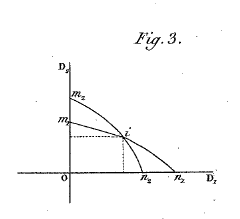 Fig. 3.
D₂
m₂
m₁
i
O n₂ n₁ D₁